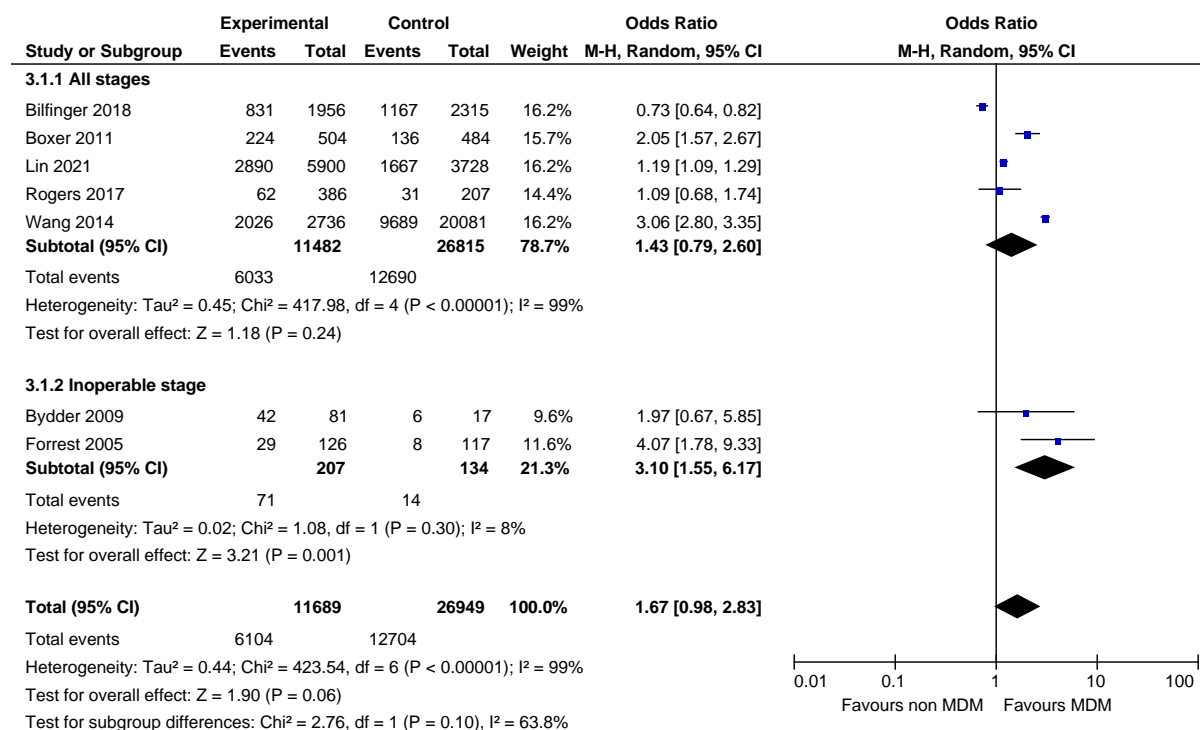 Experimental Control Odds Ratio Odds Ratio
Study or Subgroup Events Total Events Total Weight M-H, Random, 95% CI M-H, Random, 95% CI
3.1.1 All stages
Bilfinger 2018 831 1956 1167 2315 16.2% 0.73 [0.64, 0.82]
Boxer 2011 224 504 136 484 15.7% 2.05 [1.57, 2.67]
Lin 2021 2890 5900 1667 3728 16.2% 1.19 [1.09, 1.29]
Rogers 2017 62 386 31 207 14.4% 1.09 [0.68, 1.74]
Wang 2014 2026 2736 9689 20081 16.2% 3.06 [2.80, 3.35]
Subtotal (95% CI) 11482 26815 78.7% 1.43 [0.79, 2.60]
Total events 6033 12690
Heterogeneity: Tau² = 0.45; Chi² = 417.98, df = 4 (P < 0.00001); I² = 99%
Test for overall effect: Z = 1.18 (P = 0.24)
3.1.2 Inoperable stage
Bydder 2009 42 81 6 17 9.6% 1.97 [0.67, 5.85]
Forrest 2005 29 126 8 117 11.6% 4.07 [1.78, 9.33]
Subtotal (95% CI) 207 134 21.3% 3.10 [1.55, 6.17]
Total events 71 14
Heterogeneity: Tau² = 0.02; Chi² = 1.08, df = 1 (P = 0.30); I² = 8%
Test for overall effect: Z = 3.21 (P = 0.001)
Total (95% CI) 11689 26949 100.0% 1.67 [0.98, 2.83]
Total events 6104 12704
Heterogeneity: Tau² = 0.44; Chi² = 423.54, df = 6 (P < 0.00001); I² = 99%
Test for overall effect: Z = 1.90 (P = 0.06)
Test for subgroup differences: Chi² = 2.76, df = 1 (P = 0.10), I² = 63.8%
0.01 0.1 1 10 100
Favours non MDM Favours MDM